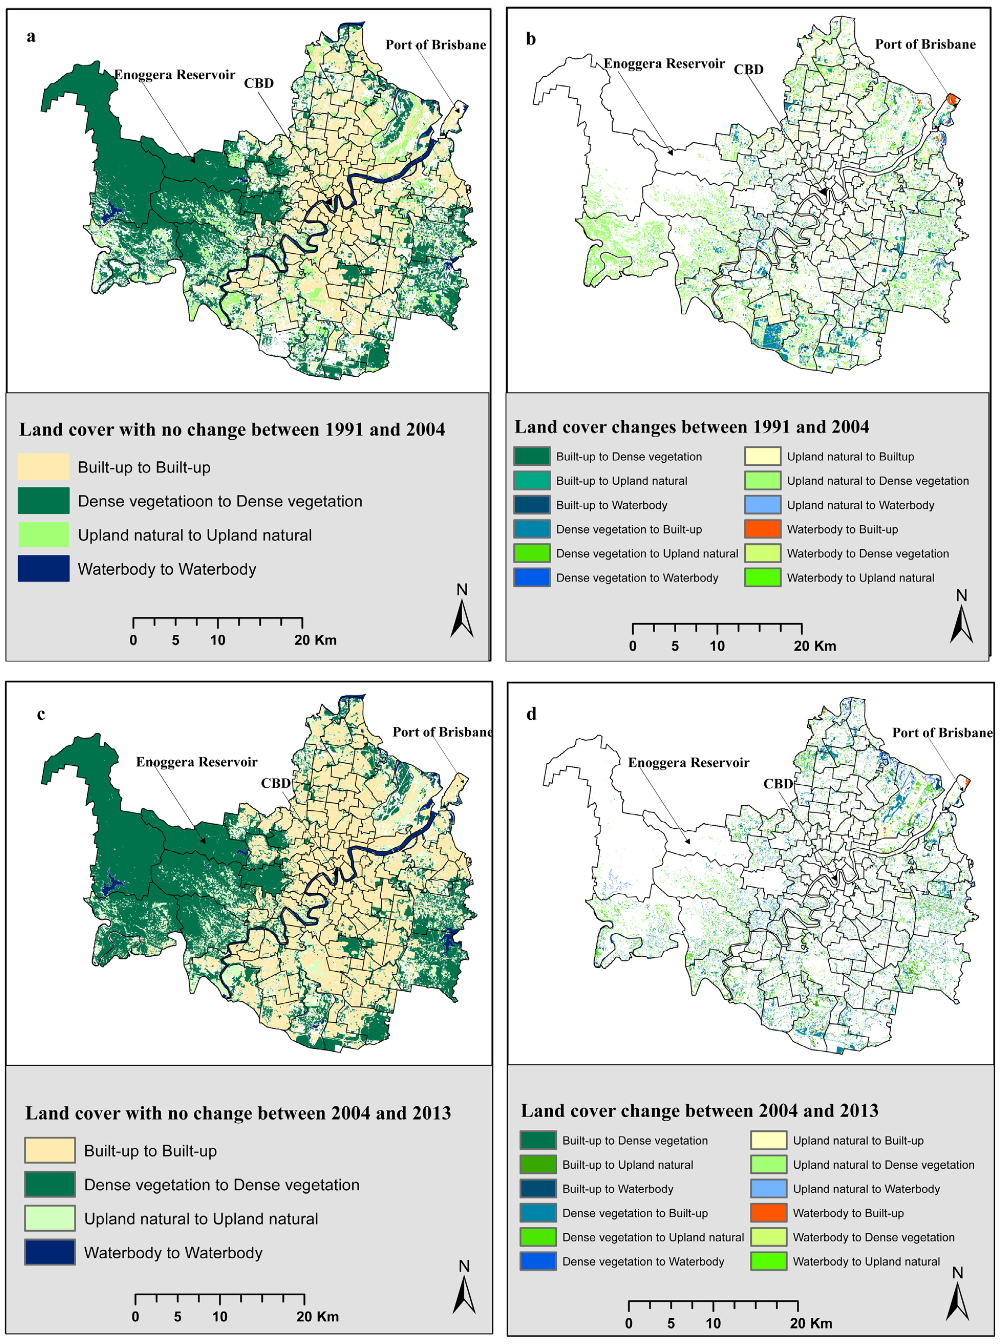 a
Port of Brisbane
Enoggera Reservoir
CBD
Land cover with no change between 1991 and 2004
Built-up to Built-up
Dense vegetatioon to Dense vegetation
Upland natural to Upland natural
Waterbody to Waterbody
N
0 5 10 20 Km
b
Port of Brisbane
Enoggera Reservoir
CBD
Land cover changes between 1991 and 2004
Built-up to Dense vegetation
Built-up to Upland natural
Built-up to Waterbody
Dense vegetation to Built-up
Dense vegetation to Upland natural
Dense vegetation to Waterbody
Upland natural to Builtup
Upland natural to Dense vegetation
Upland natural to Waterbody
Waterbody to Built-up
Waterbody to Dense vegetation
Waterbody to Upland natural
N
0 5 10 20 Km
c
Port of Brisbane
Enoggera Reservoir
CBD
Land cover with no change between 2004 and 2013
Built-up to Built-up
Dense vegetation to Dense vegetation
Upland natural to Upland natural
Waterbody to Waterbody
N
0 5 10 20 Km
d
Port of Brisbane
Enoggera Reservoir
CBD
Land cover change between 2004 and 2013
Built-up to Dense vegetation
Built-up to Upland natural
Built-up to Waterbody
Dense vegetation to Built-up
Dense vegetation to Upland natural
Dense vegetation to Waterbody
Upland natural to Built-up
Upland natural to Dense vegetation
Upland natural to Waterbody
Waterbody to Built-up
Waterbody to Dense vegetation
Waterbody to Upland natural
N
0 5 10 20 Km